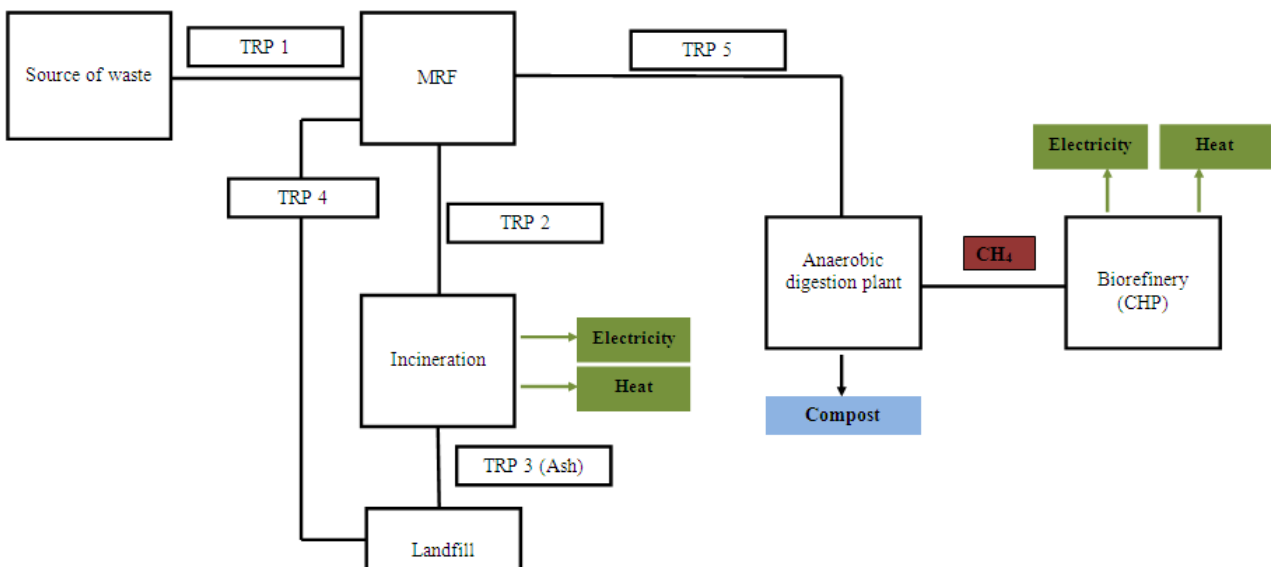 TRP 1
TRP 5
Source of waste
MRF
Electricity
Heat
TRP 4
TRP 2
CH₄
Anaerobic
digestion plant
Biorefinery
(CHP)
Electricity
Incineration
Heat
Compost
TRP 3 (Ash)
Landfill